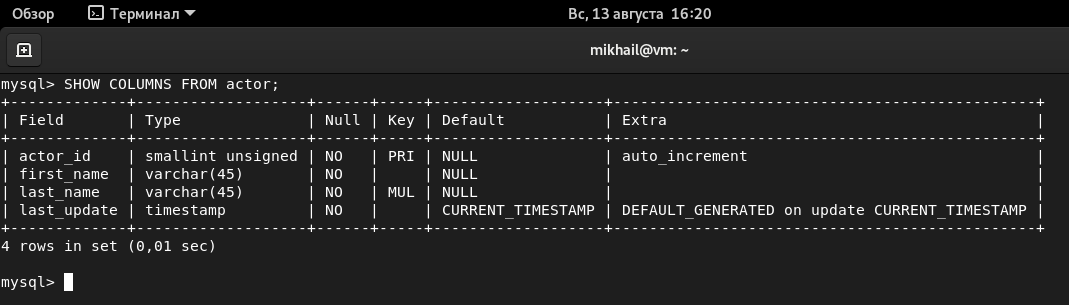 Обзор Терминал Вс, 13 августа 16:20
mikhail@vm: ~
mysql> SHOW COLUMNS FROM actor;
+-------------+-------------------+------+-----+-------------------+-----------------------------------------------+
| Field       | Type              | Null | Key | Default           | Extra                                         |
+-------------+-------------------+------+-----+-------------------+-----------------------------------------------+
| actor_id    | smallint unsigned | NO   | PRI | NULL              | auto_increment                                |
| first_name  | varchar(45)       | NO   |     | NULL              |                                               |
| last_name   | varchar(45)       | NO   | MUL | NULL              |                                               |
| last_update | timestamp         | NO   |     | CURRENT_TIMESTAMP | DEFAULT_GENERATED on update CURRENT_TIMESTAMP |
+-------------+-------------------+------+-----+-------------------+-----------------------------------------------+
4 rows in set (0,01 sec)
mysql>